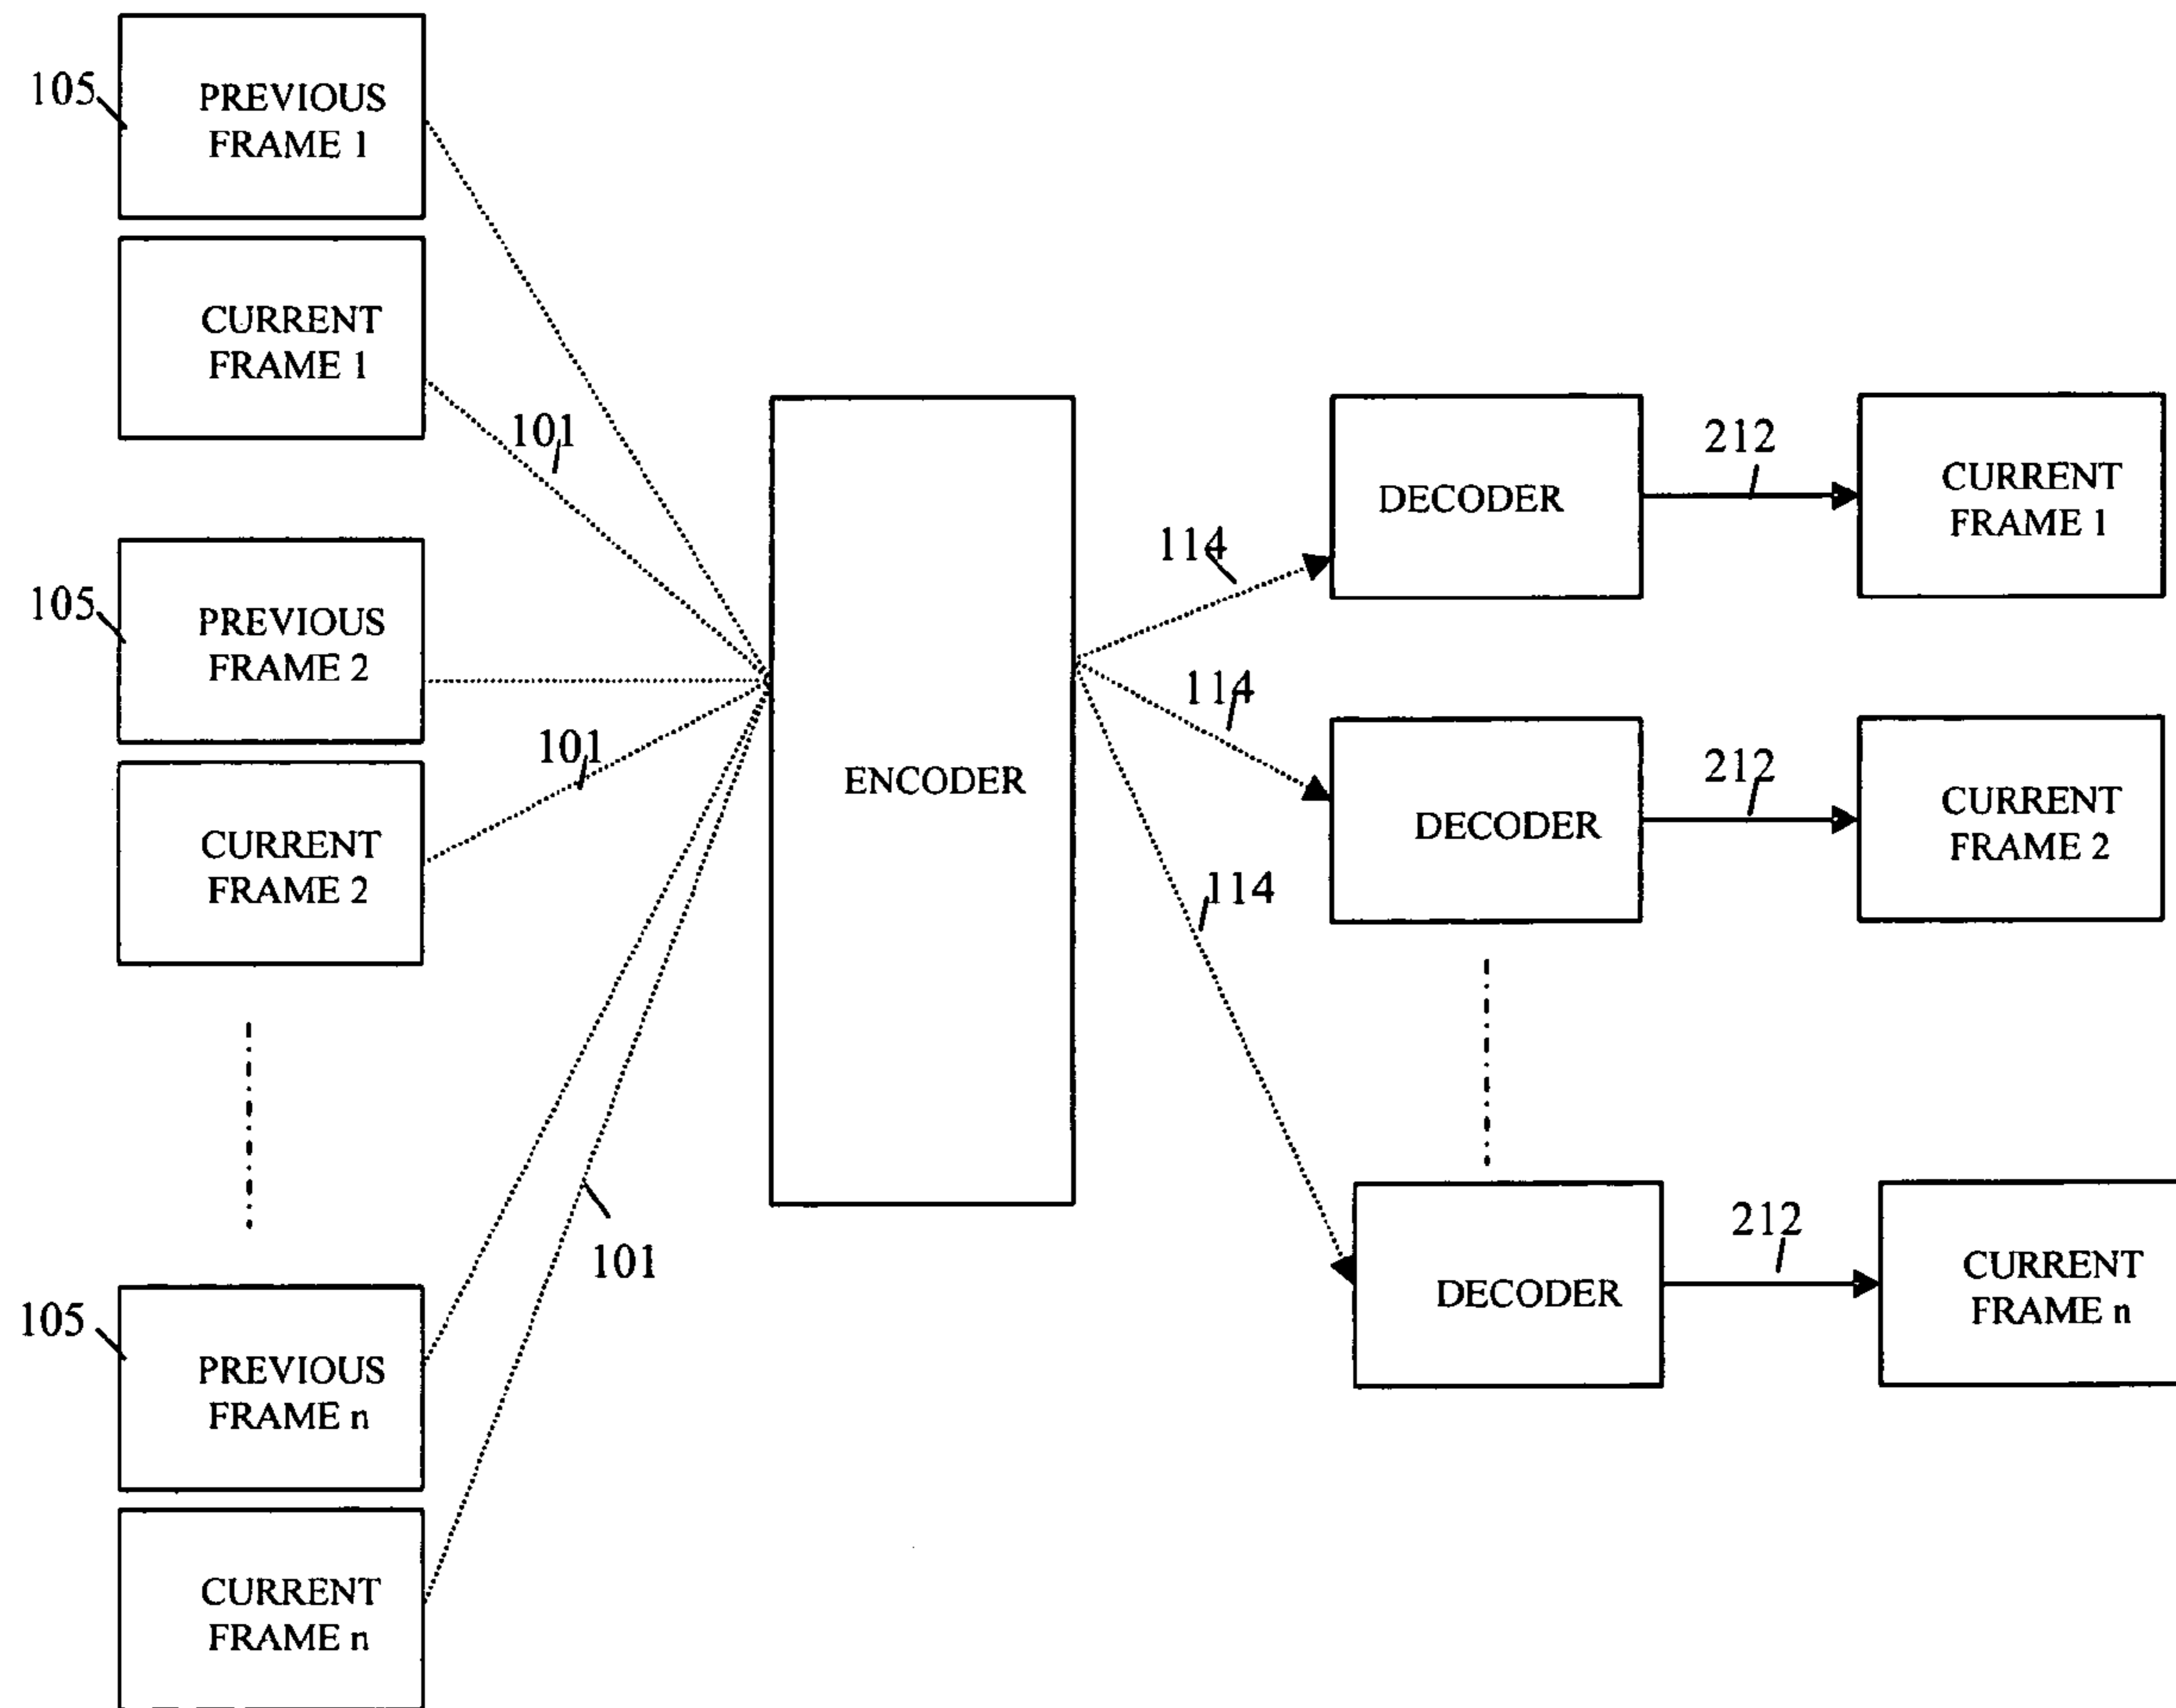 105
PREVIOUS
FRAME 1
CURRENT
FRAME 1
101
105
PREVIOUS
FRAME 2
101
CURRENT
FRAME 2
105
PREVIOUS
FRAME n
101
CURRENT
FRAME n
ENCODER
114
DECODER
212
CURRENT
FRAME 1
114
DECODER
212
CURRENT
FRAME 2
114
DECODER
212
CURRENT
FRAME n